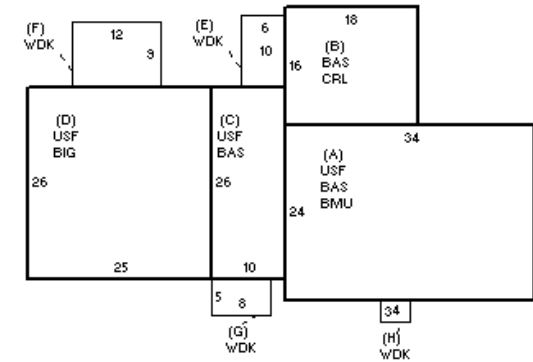 18
(F)
WDK
12
9
(E)
WDK
6
10
(B)
BAS
CRL
16
34
(D)
USF
BIG
(C)
USF
BAS
(A)
USF
BAS
BMU
26
26
24
25
10
5
8
34
(G)
WDK
(H)
WDK